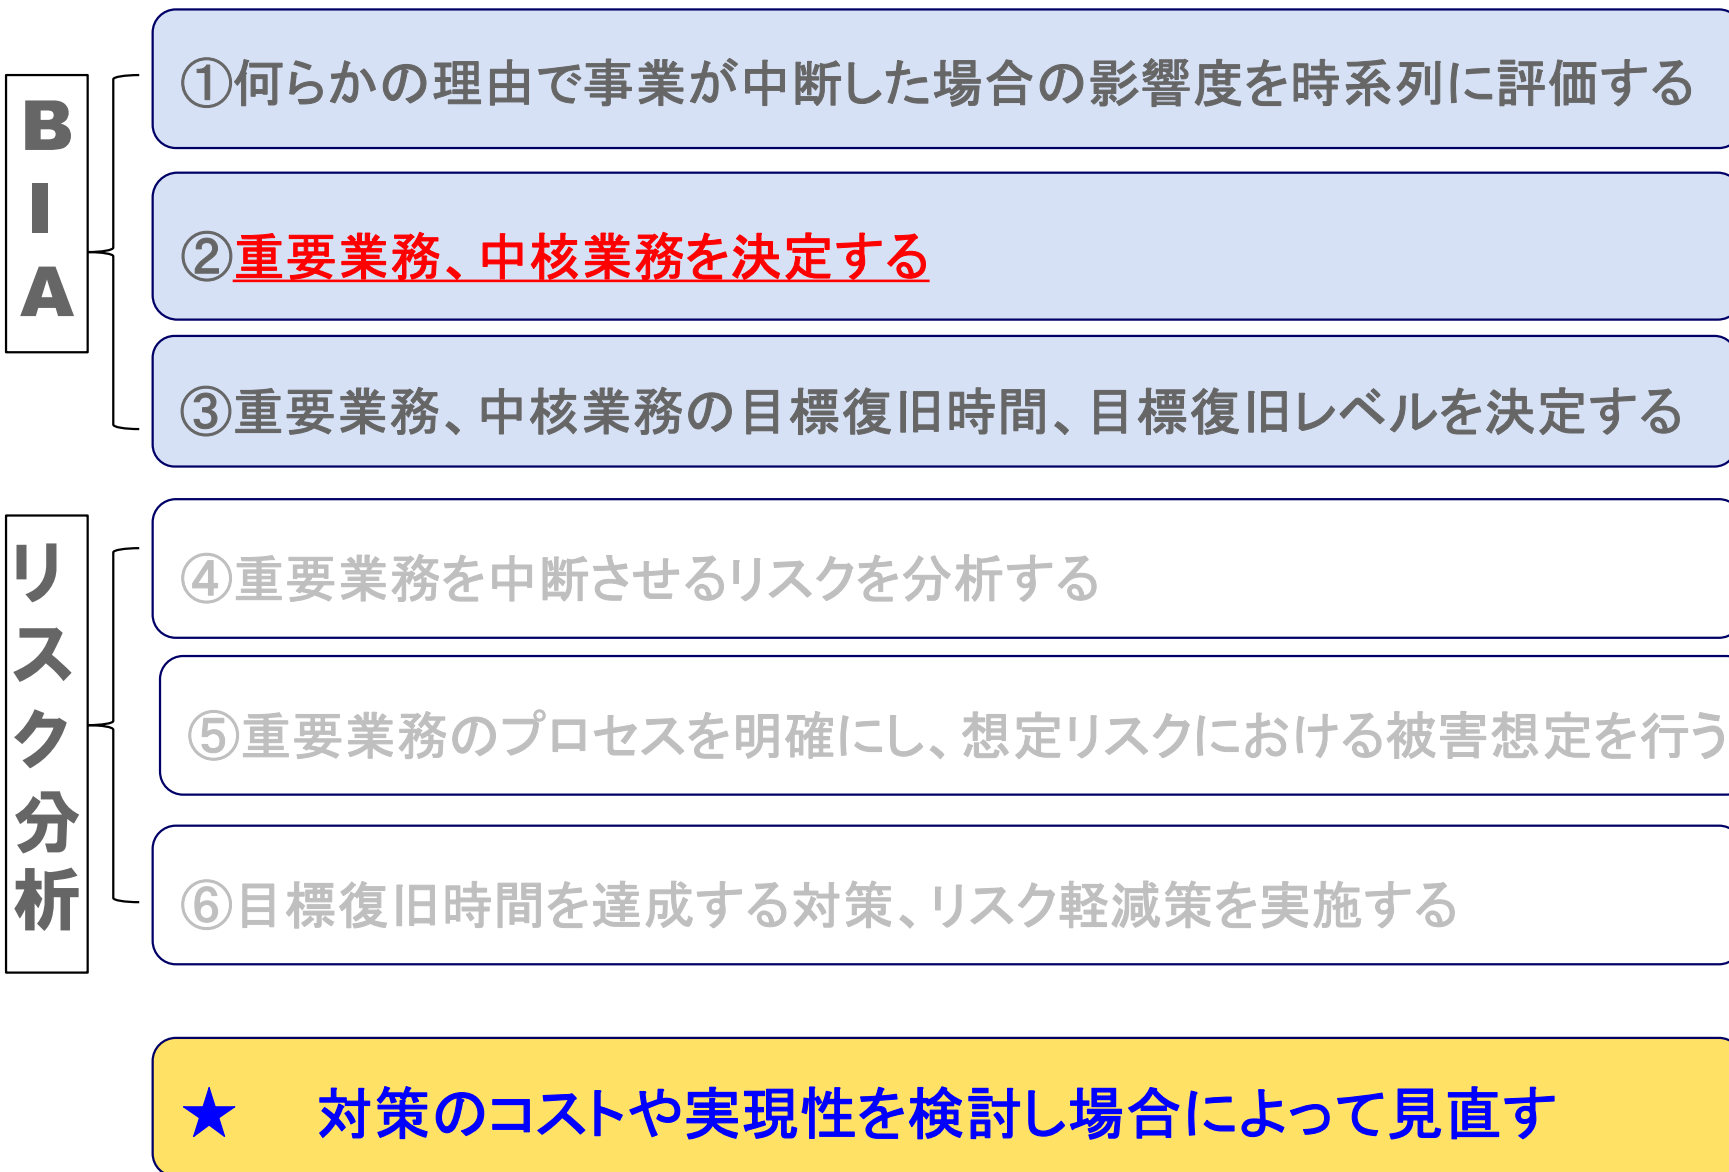 BIA
①何らかの理由で事業が中断した場合の影響度を時系列に評価する
②重要業務、中核業務を決定する
③重要業務、中核業務の目標復旧時間、目標復旧レベルを決定する
リスク分析
④重要業務を中断させるリスクを分析する
⑤重要業務のプロセスを明確にし、想定リスクにおける被害想定を行う
⑥目標復旧時間を達成する対策、リスク軽減策を実施する
★ 対策のコストや実現性を検討し場合によって見直す